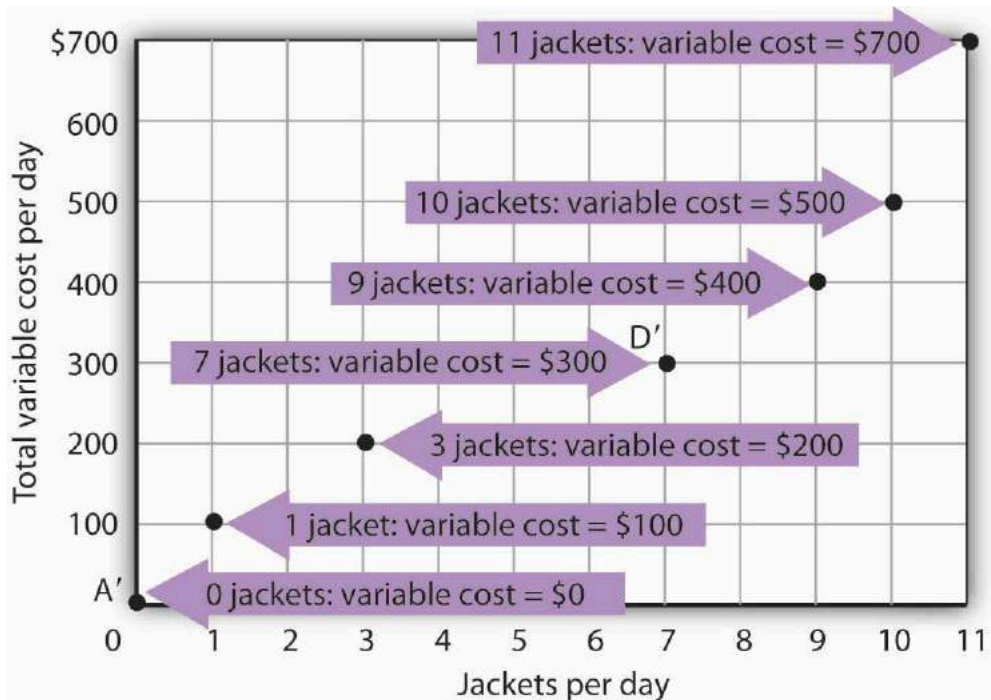 Total variable cost per day
$700
600
500
400
300
200
100
11 jackets: variable cost = $700
10 jackets: variable cost = $500
9 jackets: variable cost = $400
D′
7 jackets: variable cost = $300
3 jackets: variable cost = $200
1 jacket: variable cost = $100
A′
0 jackets: variable cost = $0
0 1 2 3 4 5 6 7 8 9 10 11
Jackets per day